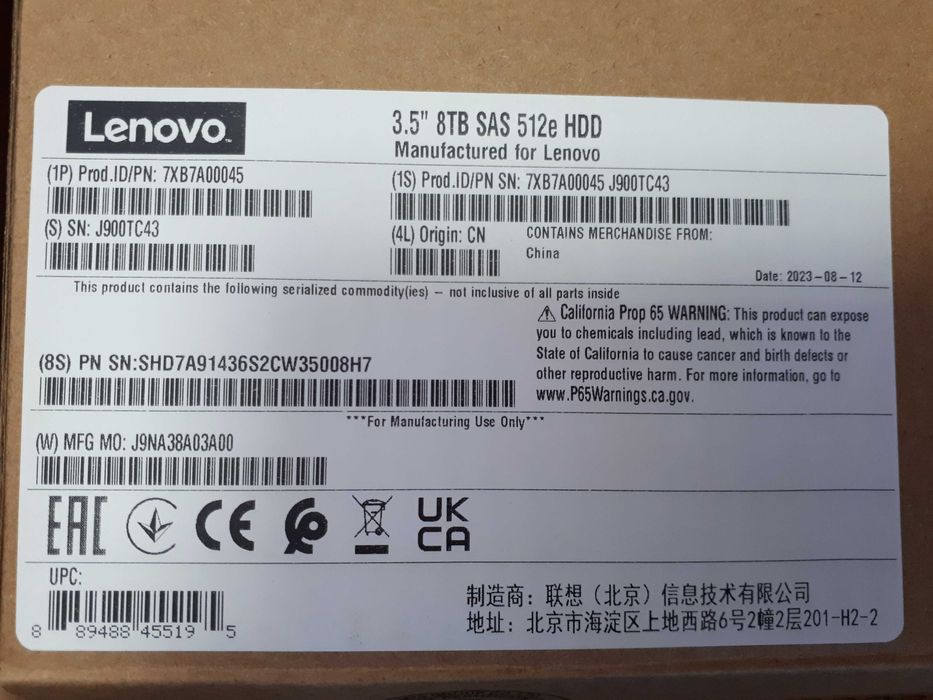 Lenovo
3.5" 8TB SAS 512e HDD
Manufactured for Lenovo
(1P) Prod.ID/PN: 7XB7A00045
(1S) Prod.ID/PN SN: 7XB7A00045 J900TC43
(S) SN: J900TC43
(4L) Origin: CN
CONTAINS MERCHANDISE FROM:
China
Date: 2023-08-12
This product contains the following serialized commodity(ies) – not inclusive of all parts inside
⚠ California Prop 65 WARNING: This product can expose
you to chemicals including lead, which is known to the
State of California to cause cancer and birth defects or
other reproductive harm. For more information, go to
www.P65Warnings.ca.gov.
(8S) PN SN:SHD7A91436S2CW35008H7
***For Manufacturing Use Only***
(W) MFG MO: J9NA38A03A00
EAC CE UK
CA
UPC:
8 89488 45519 5
制造商：联想（北京）信息技术有限公司
地址：北京市海淀区上地西路6号2幢2层201-H2-2